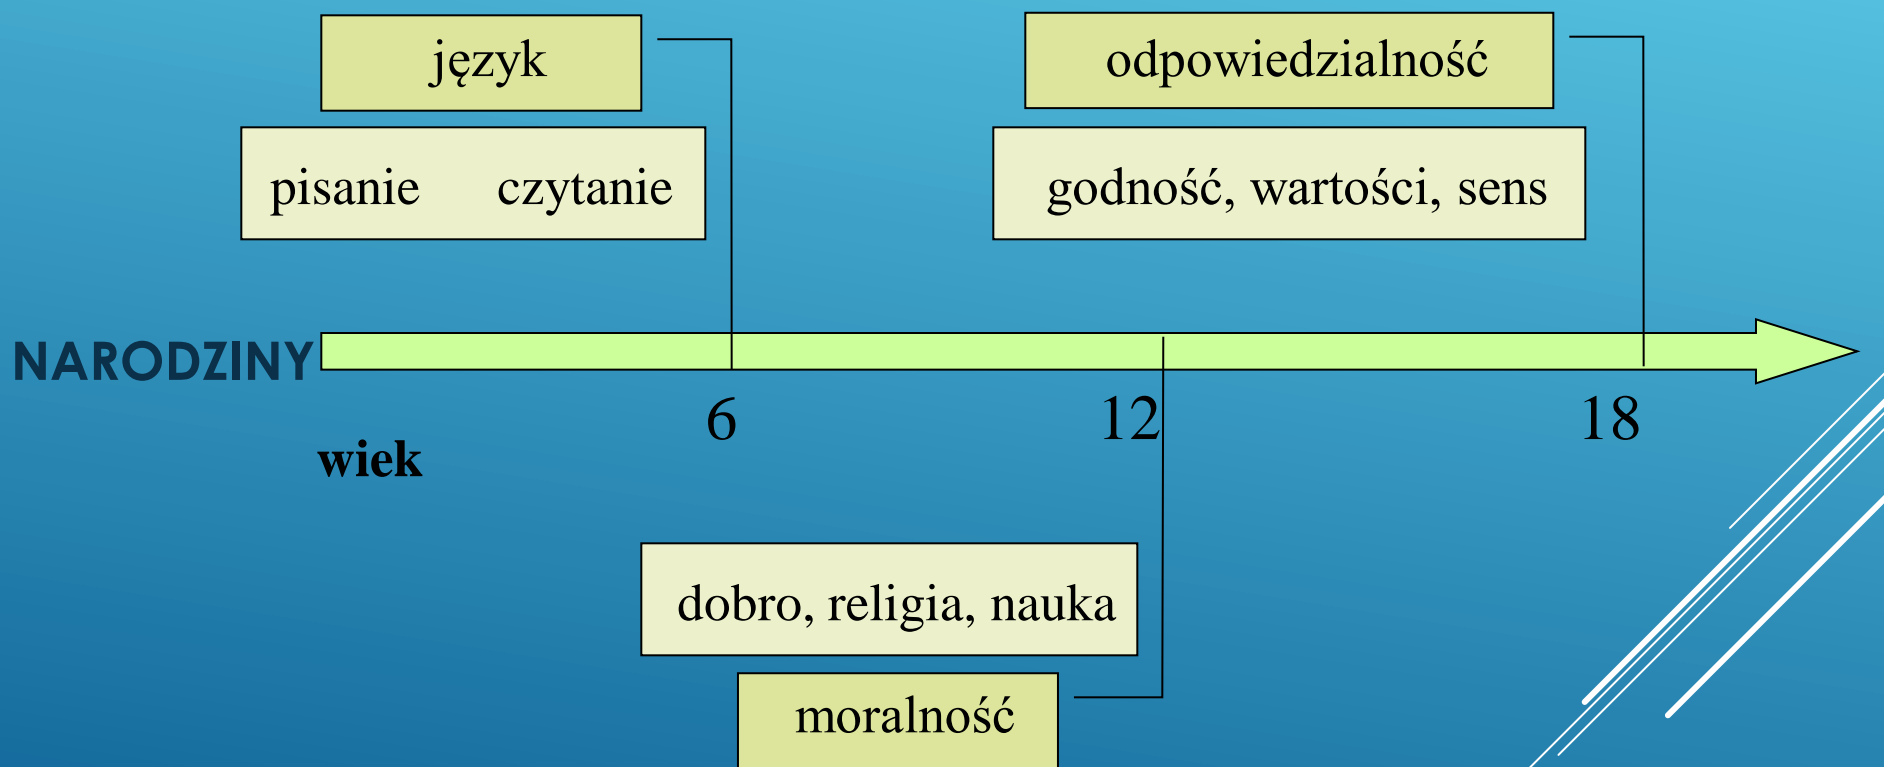 język
odpowiedzialność
pisanie czytanie
godność, wartości, sens
NARODZINY
6
12
18
wiek
dobro, religia, nauka
moralność